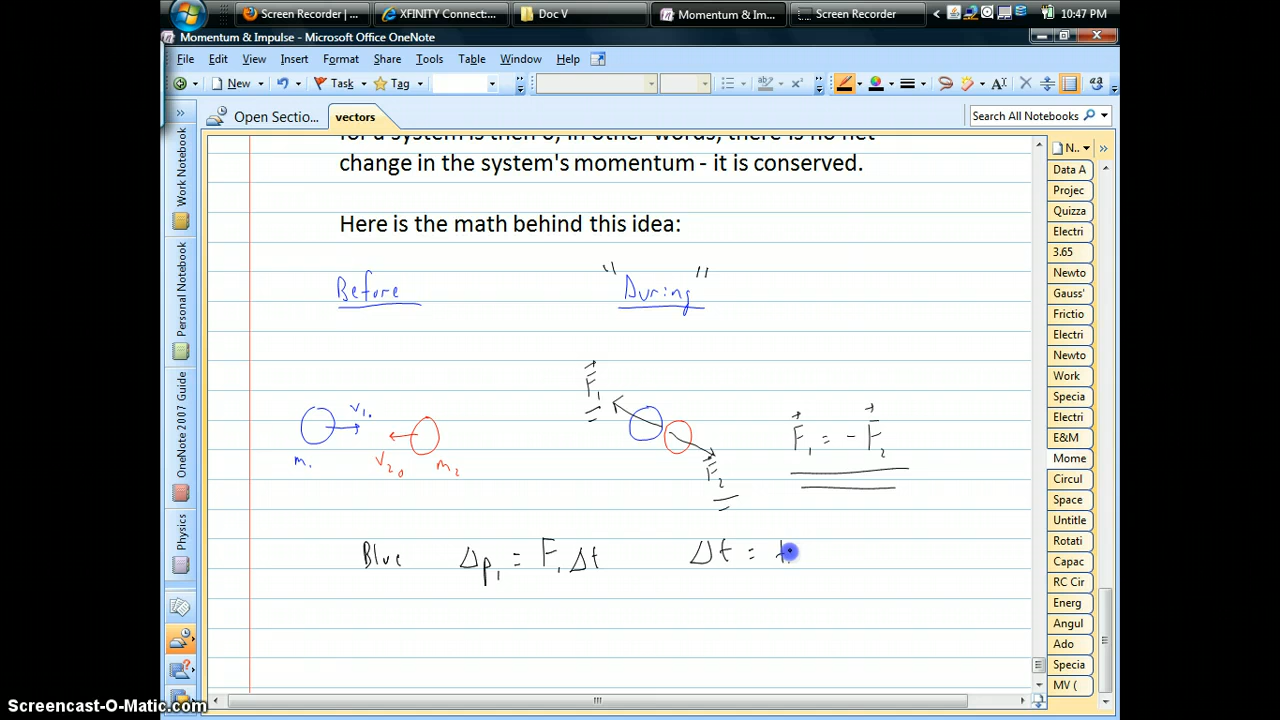 Screen Recorder | ...
XFINITY Connect:...
Doc V
Momentum & Im...
Screen Recorder
10:47 PM
Momentum & Impulse - Microsoft Office OneNote
File Edit View Insert Format Share Tools Table Window Help
New Task Tag
Open Sectio... vectors
Search All Notebooks
Work Notebook
Personal Notebook
OneNote 2007 Guide
Physics
change in the system's momentum - it is conserved.
Here is the math behind this idea:
Before "During"
F₁
v₁₀
F₁ = - F₂
m₁ v₂₀ m₂ F₂
Blue Δp₁ = F₁ Δt Δt =
N...
Data A
Projec
Quizza
Electri
3.65
Newto
Gauss'
Frictio
Electri
Newto
Work
Specia
Electri
E&M
Mome
Circul
Space
Untitle
Rotati
Capac
RC Cir
Energ
Angul
Ado
Specia
MV (
Screencast-O-Matic.com